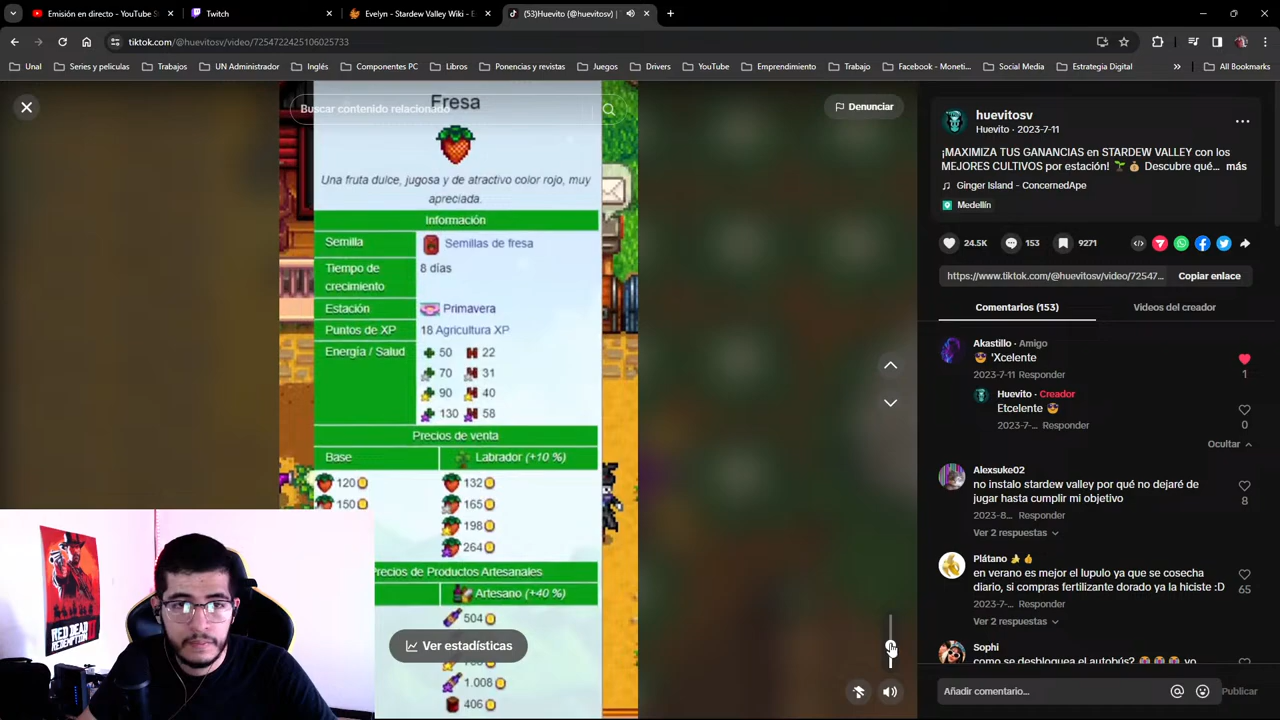 Emisión en directo - YouTube S
Twitch
Evelyn - Stardew Valley Wiki - E
(53)Huevito (@huevitosv) |
tiktok.com/@huevitosv/video/7254722425106025733
Unal
Series y peliculas
Trabajos
UN Administrador
Inglés
Componentes PC
Libros
Ponencias y revistas
Juegos
Drivers
YouTube
Emprendimiento
Trabajo
Facebook - Moneti...
Social Media
Estrategia Digital
»
All Bookmarks
Fresa
Buscar contenido relacionado
Una fruta dulce, jugosa y de atractivo color rojo, muy
apreciada.
Información
Semilla Semillas de fresa
Tiempo de crecimiento 8 días
Estación Primavera
Puntos de XP 18 Agricultura XP
Energía / Salud 50 22
70 31
90 40
130 58
Precios de venta
Base Labrador (+10 %)
120 132
150 165
198
264
Precios de Productos Artesanales
Artesano (+40 %)
504
Ver estadísticas
1.008
406
RED DEAD
REDEMPTION II
Denunciar
huevitosv
Huevito · 2023-7-11
¡MAXIMIZA TUS GANANCIAS en STARDEW VALLEY con los
MEJORES CULTIVOS por estación! Descubre qué... más
Ginger Island - ConcernedApe
Medellín
24.5K 153 9271
https://www.tiktok.com/@huevitosv/video/72547...
Copiar enlace
Comentarios (153)
Videos del creador
Akastillo · Amigo
'Xcelente
2023-7-11 Responder
1
Huevito · Creador
Etcelente
2023-7-... Responder
0
Ocultar
Alexsuke02
no instalo stardew valley por qué no dejaré de
jugar hasta cumplir mi objetivo
8
2023-8... Responder
Ver 2 respuestas
Plátano
en verano es mejor el lupulo ya que se cosecha
diario, si compras fertilizante dorado ya la hiciste :D
65
2023-7-... Responder
Ver 2 respuestas
Sophi
como se desbloquea el autobús?
Añadir comentario...
Publicar